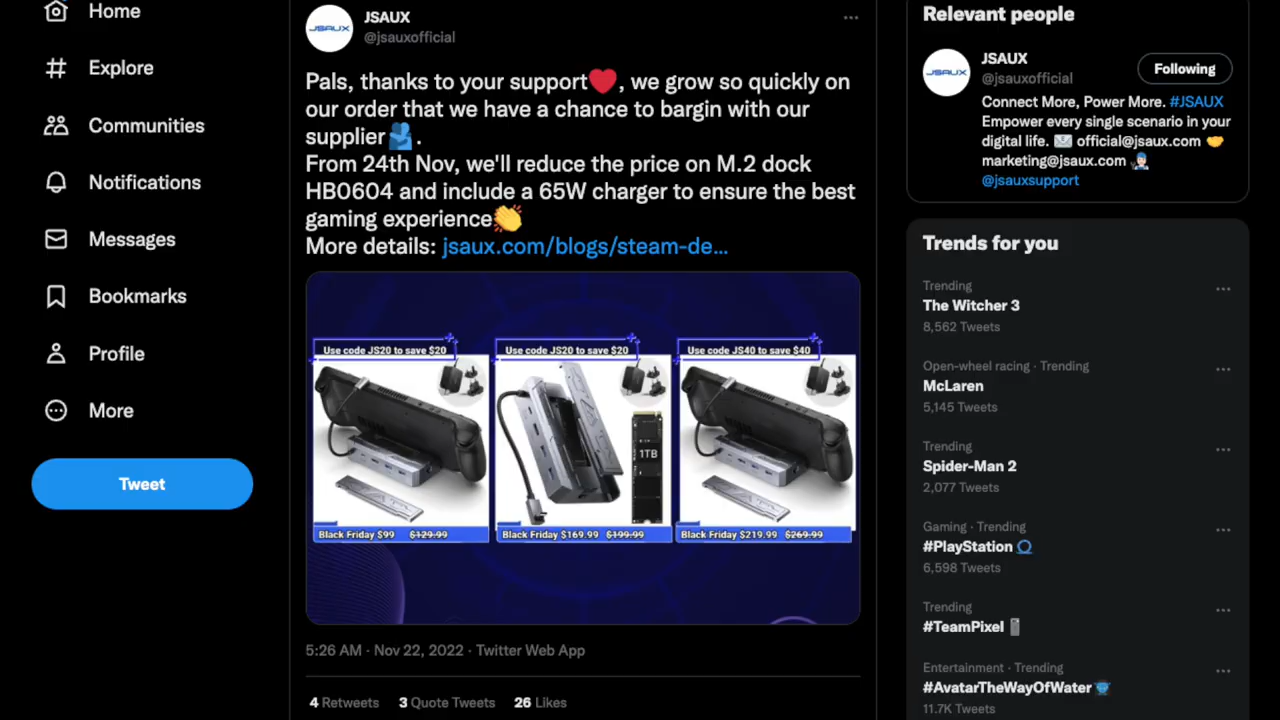 Home
Explore
Communities
Notifications
Messages
Bookmarks
Profile
More
Tweet
JSAUX
JSAUX
@jsauxofficial
Pals, thanks to your support❤️, we grow so quickly on
our order that we have a chance to bargin with our
supplier🫂.
From 24th Nov, we'll reduce the price on M.2 dock
HB0604 and include a 65W charger to ensure the best
gaming experience👏
More details: jsaux.com/blogs/steam-de...
Use code JS20 to save $20
Use code JS20 to save $20
Use code JS40 to save $40
1TB
Black Friday $99 $129.99
Black Friday $169.99 $199.99
Black Friday $219.99 $269.99
5:26 AM · Nov 22, 2022 · Twitter Web App
4 Retweets 3 Quote Tweets 26 Likes
Relevant people
JSAUX
JSAUX
@jsauxofficial
Following
Connect More, Power More. #JSAUX
Empower every single scenario in your
digital life. 📨 official@jsaux.com 🤝
marketing@jsaux.com
@jsauxsupport
Trends for you
Trending
The Witcher 3
8,562 Tweets
Open-wheel racing · Trending
McLaren
5,145 Tweets
Trending
Spider-Man 2
2,077 Tweets
Gaming · Trending
#PlayStation
6,598 Tweets
Trending
#TeamPixel
Entertainment · Trending
#AvatarTheWayOfWater
11.7K Tweets